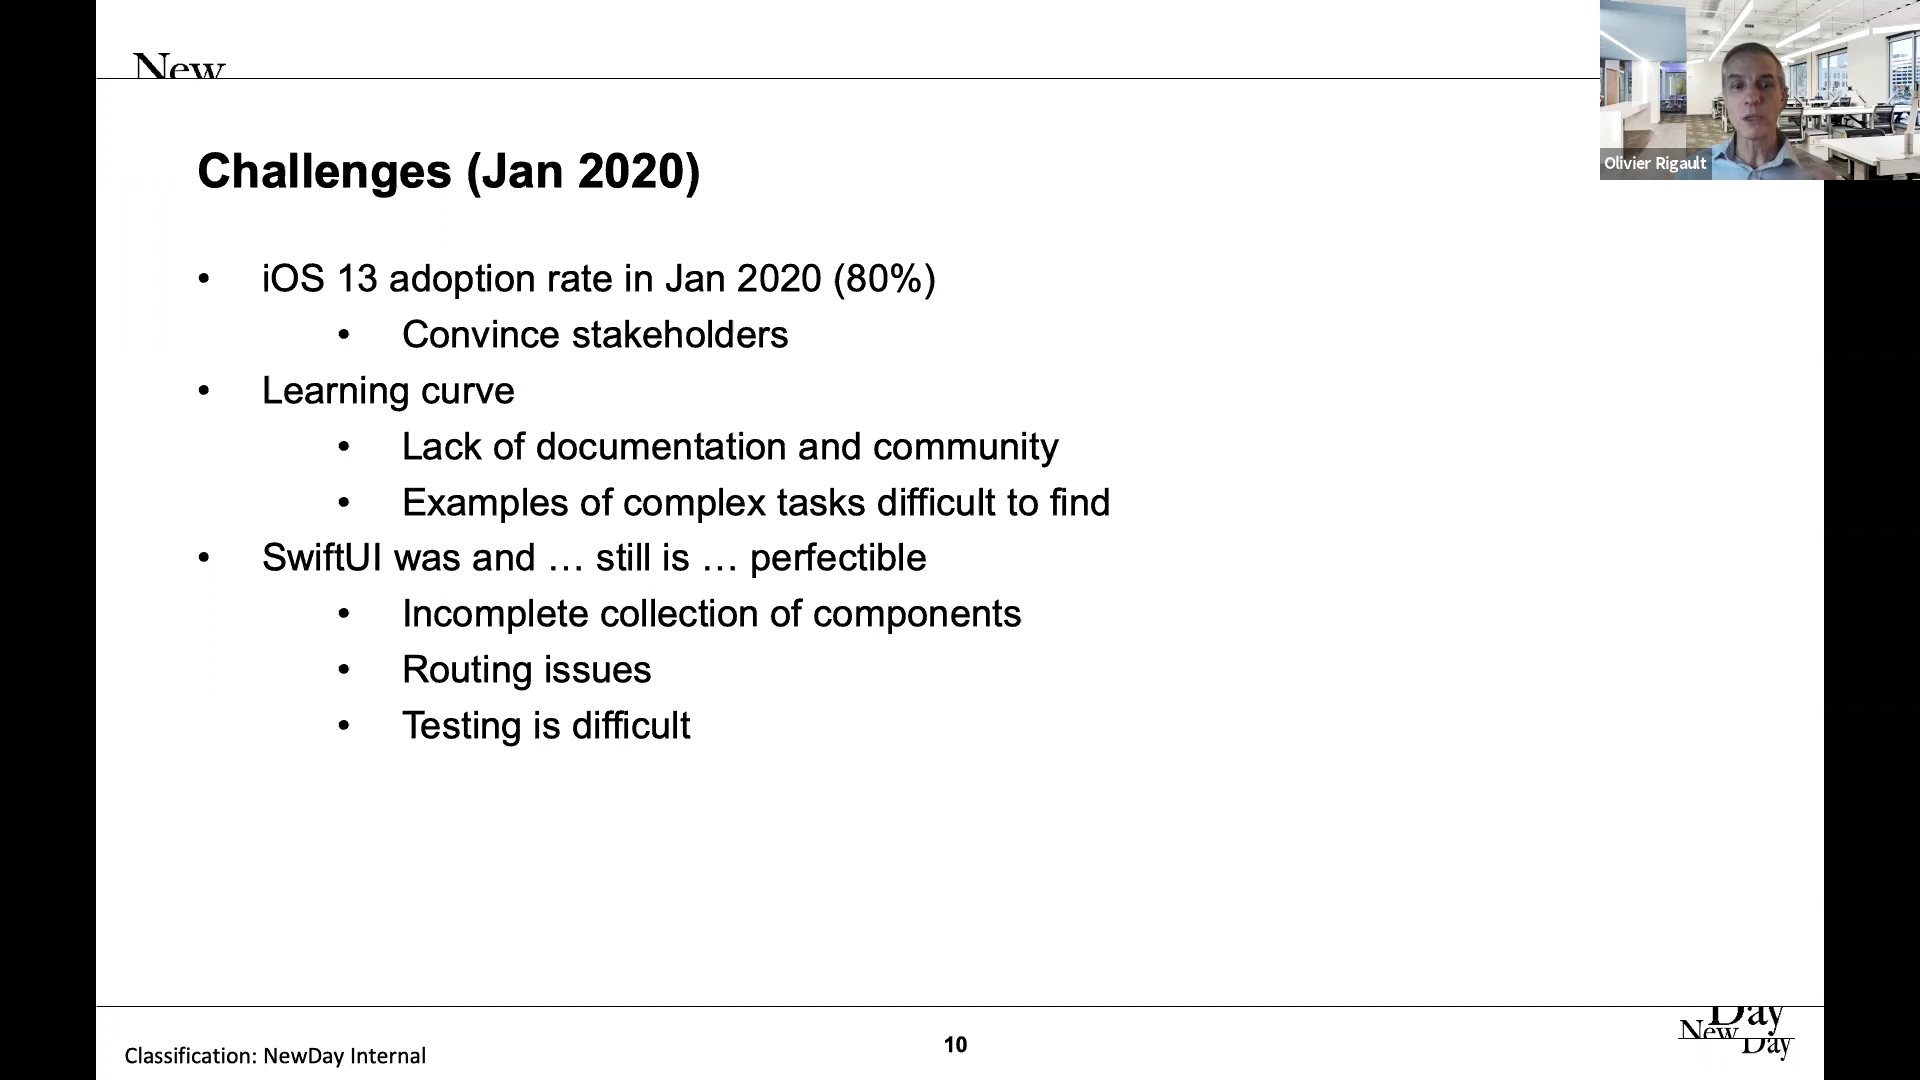 New
Olivier Rigault
Challenges (Jan 2020)
• iOS 13 adoption rate in Jan 2020 (80%)
• Convince stakeholders
• Learning curve
• Lack of documentation and community
• Examples of complex tasks difficult to find
• SwiftUI was and … still is … perfectible
• Incomplete collection of components
• Routing issues
• Testing is difficult
Day
New
Day
Classification: NewDay Internal
10